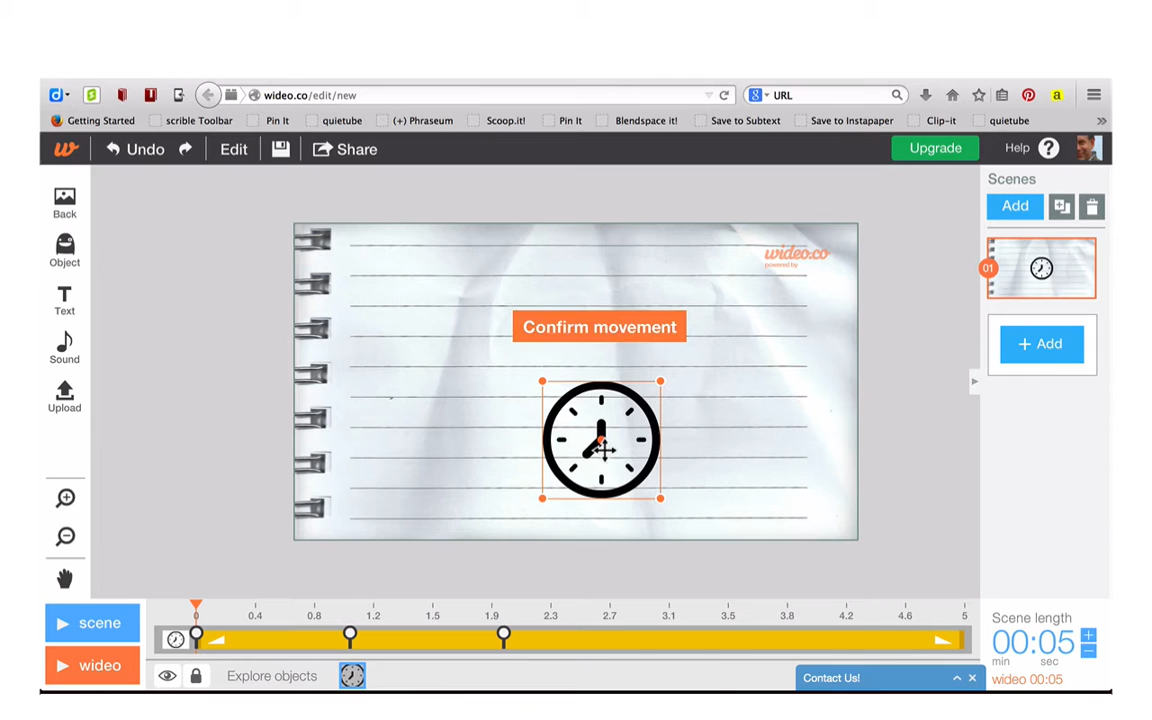 wideo.co/edit/new URL
Getting Started scrible Toolbar Pin It quietube (+) Phraseum Scoop.it! Pin It Blendspace it! Save to Subtext Save to Instapaper Clip-it quietube
Undo Edit Share Upgrade Help ?
Scenes
Back Add
Object
wideo.co
powered by
01
Text
Confirm movement
Sound + Add
Upload
0 0.4 0.8 1.2 1.5 1.9 2.3 2.7 3.1 3.5 3.8 4.2 4.6 5
scene
Scene length
00:05
min sec
wideo
Explore objects
Contact Us!
wideo 00:05